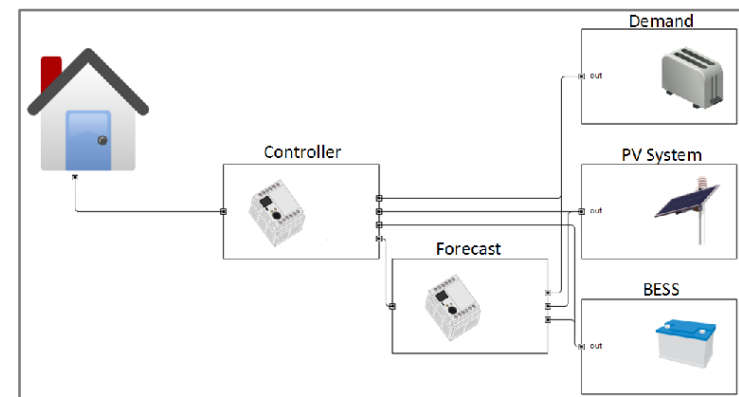 Demand
out
Controller
PV System
out
Forecast
BESS
out